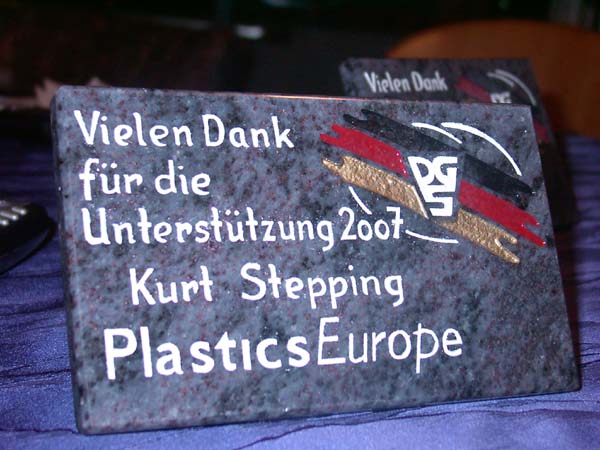 Vielen Dank
für die
Unterstützung 2007
Kurt Stepping
PlasticsEurope
DGS
Vielen Dank